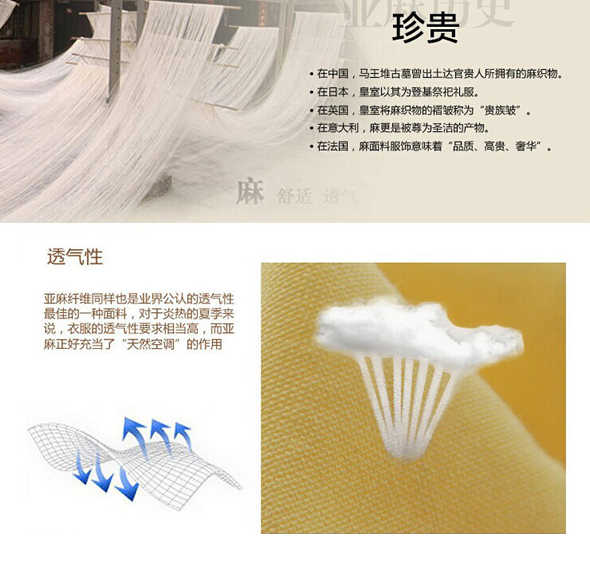 亚麻历史
珍贵
• 在中国，马王堆古墓曾出土达官贵人所拥有的麻织物。
• 在日本，皇室以其为登基祭祀礼服。
• 在英国，皇室将麻织物的褶皱称为“贵族皱”。
• 在意大利，麻更是被尊为圣洁的产物。
• 在法国，麻面料服饰意味着“品质、高贵、奢华”。
麻 舒适 透气
透气性
亚麻纤维同样也是业界公认的透气性
最佳的一种面料，对于炎热的夏季来
说，衣服的透气性要求相当高，而亚
麻正好充当了“天然空调”的作用